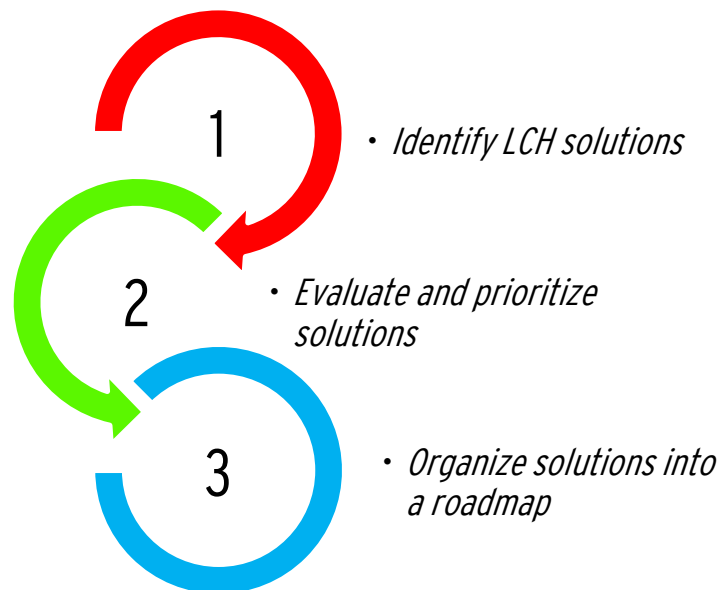 1
• Identify LCH solutions
2
• Evaluate and prioritize
solutions
3
• Organize solutions into
a roadmap